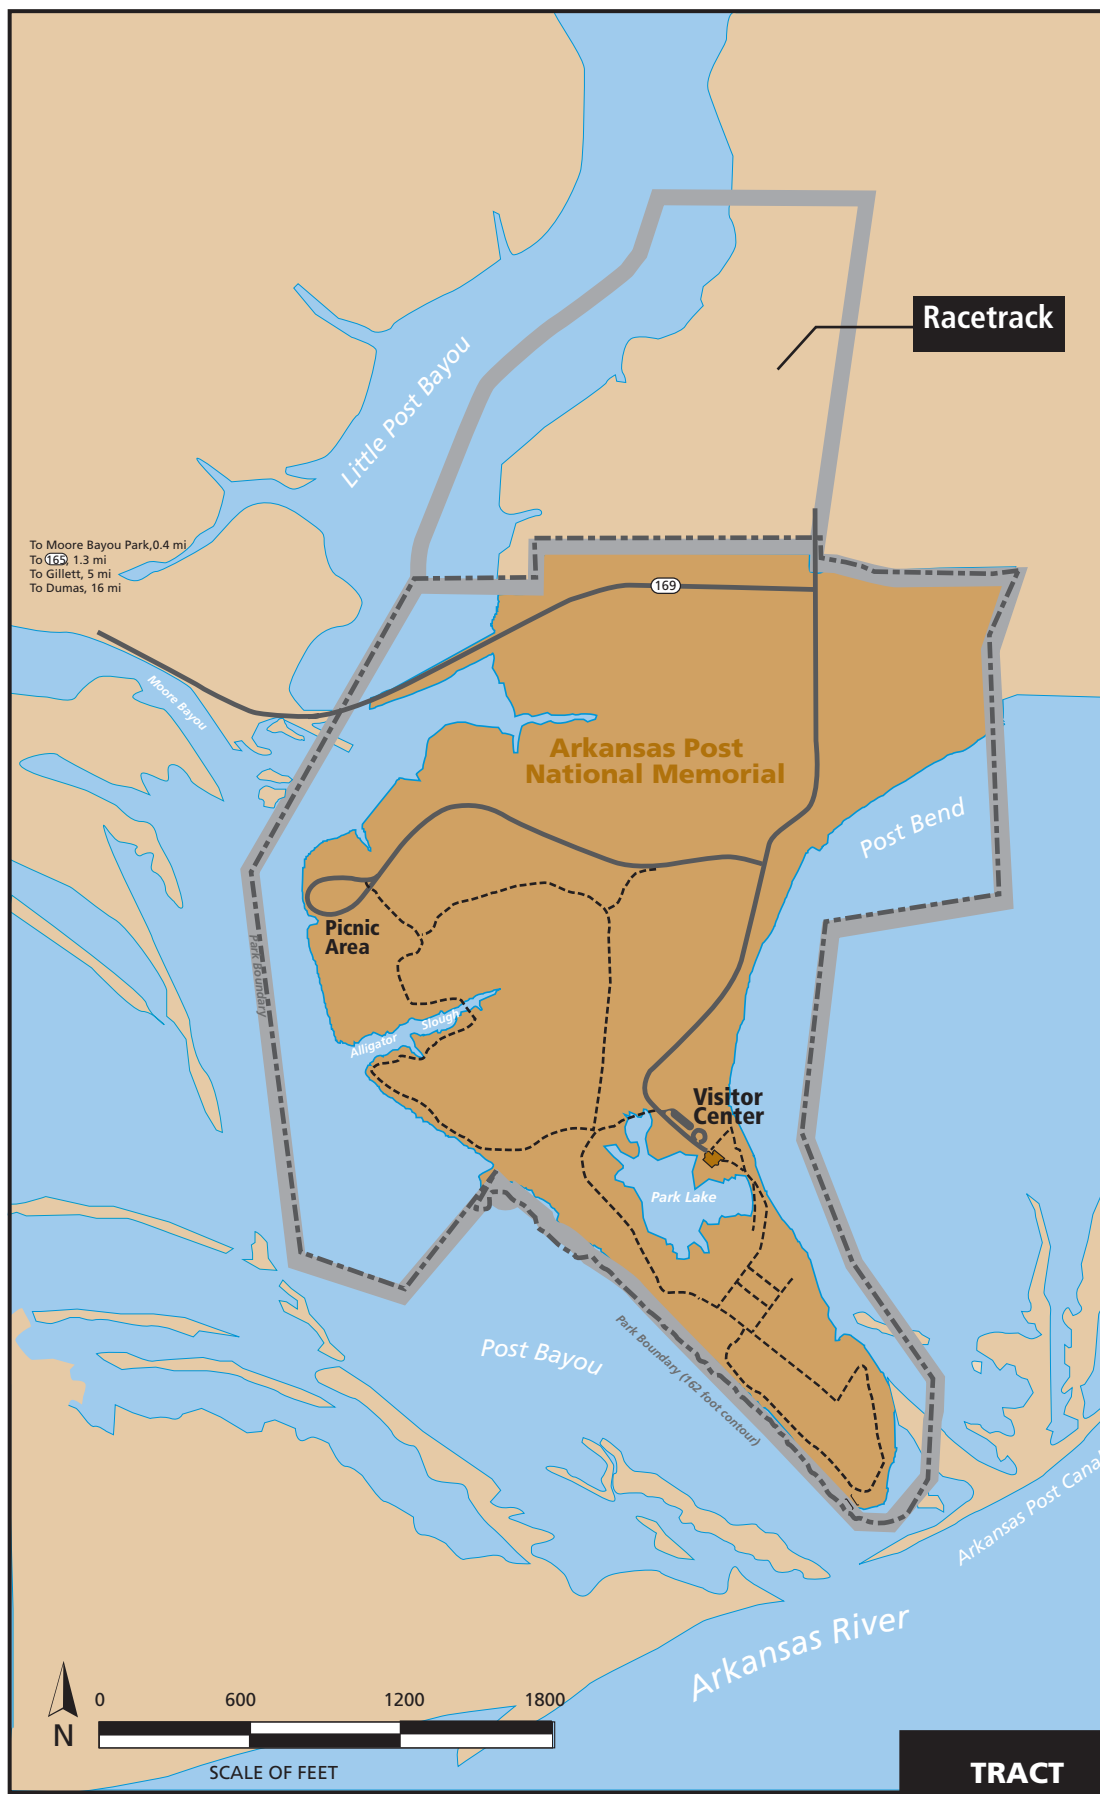 Racetrack
Little Post Bayou
To Moore Bayou Park,0.4 mi
To 165, 1.3 mi
To Gillett, 5 mi
To Dumas, 16 mi
169
Moore Bayou
Arkansas Post
National Memorial
Post Bend
Picnic
Area
Park Boundary
Alligator Slough
Visitor
Center
Park Lake
Post Bayou
Park Boundary (162 foot contour)
Arkansas Post Canal
Arkansas River
N
0 600 1200 1800
SCALE OF FEET
TRACT